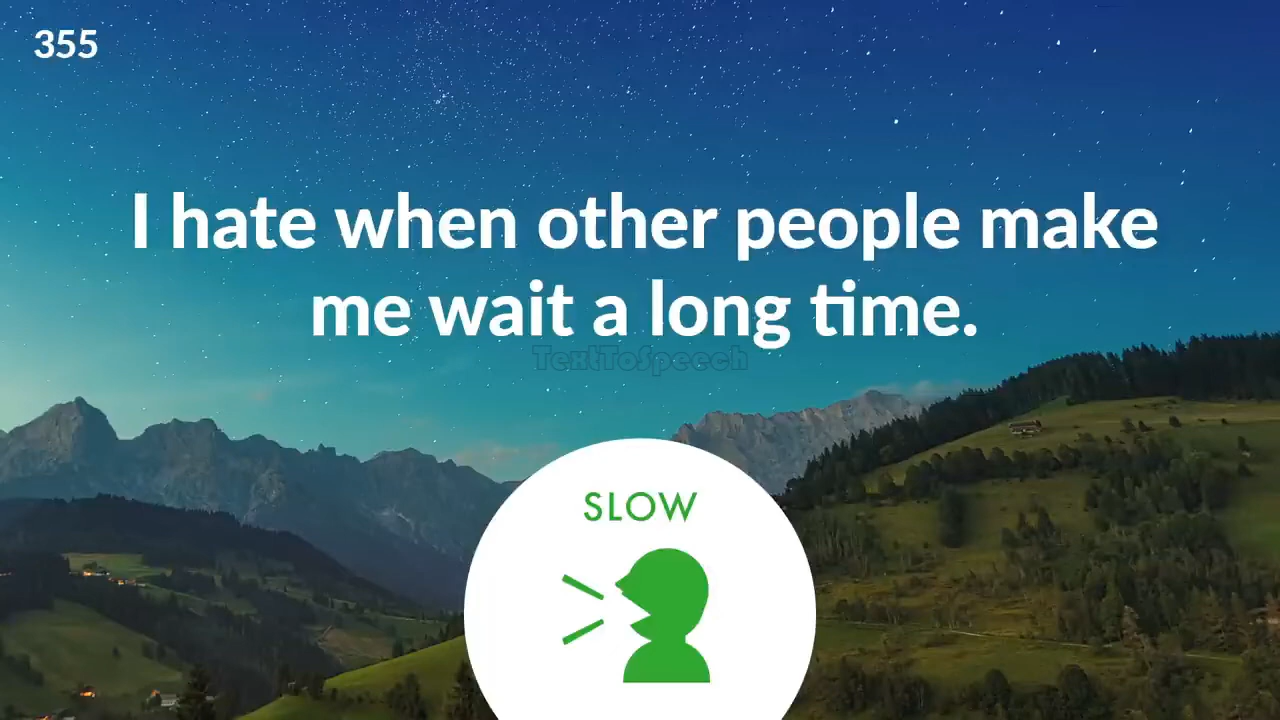 355
I hate when other people make
me wait a long time.
TextToSpeech
SLOW